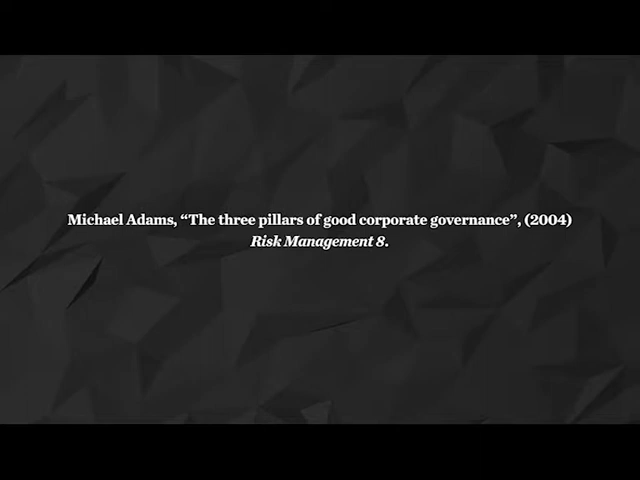 Michael Adams, “The three pillars of good corporate governance”, (2004)
Risk Management 8.